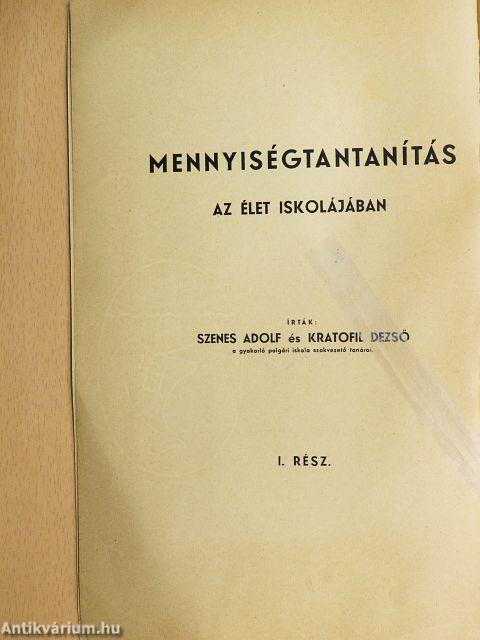 MENNYISÉGTANTANÍTÁS
AZ ÉLET ISKOLÁJÁBAN
ÍRTÁK:
SZENES ADOLF és KRATOFIL DEZSŐ
a gyakorló polgári iskola szakvezető tanárai.
I. RÉSZ.
Antikvárium.hu